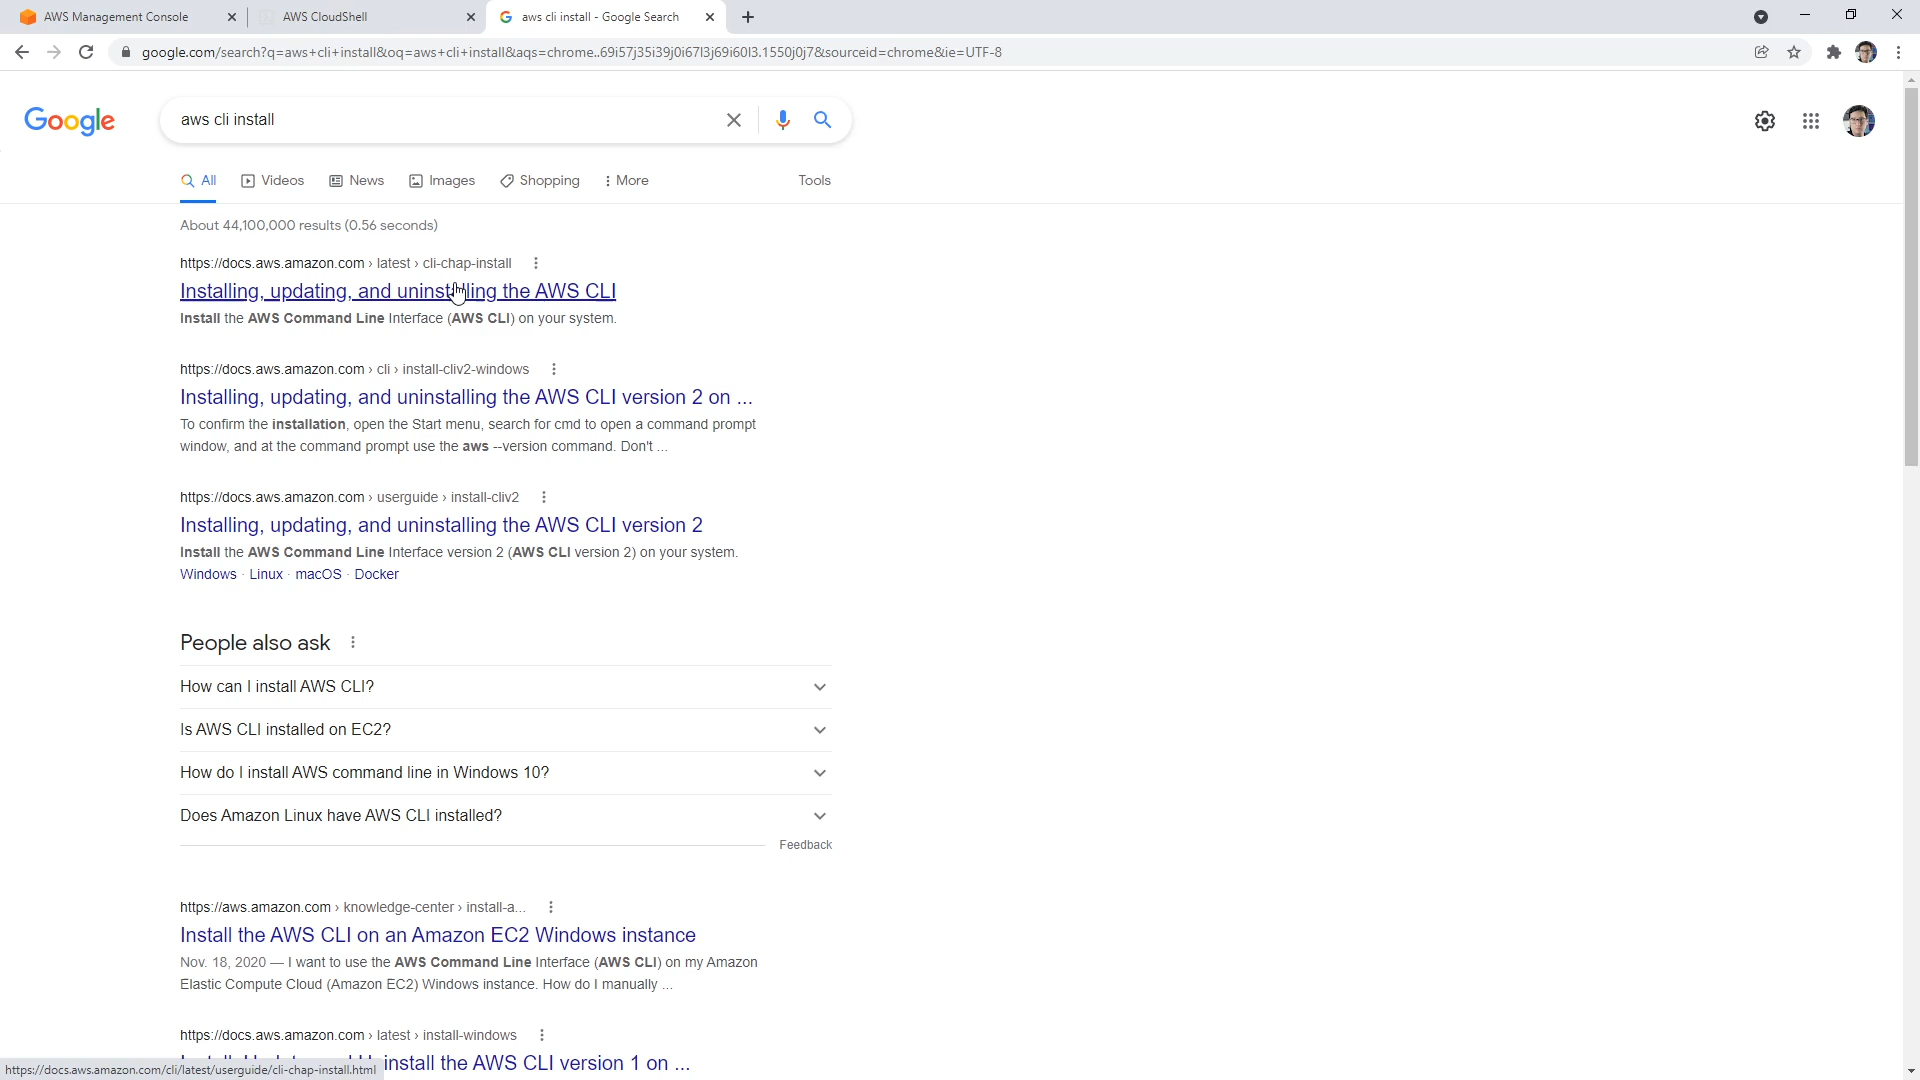 AWS Management Console
AWS CloudShell
aws cli install - Google Search
google.com/search?q=aws+cli+install&oq=aws+cli+install&aqs=chrome..69i57j35i39j0i67l3j69i60l3.1550j0j7&sourceid=chrome&ie=UTF-8
Google
aws cli install
All
Videos
News
Images
Shopping
More
Tools
About 44,100,000 results (0.56 seconds)
https://docs.aws.amazon.com › latest › cli-chap-install
Installing, updating, and uninstalling the AWS CLI
Install the AWS Command Line Interface (AWS CLI) on your system.
https://docs.aws.amazon.com › cli › install-cliv2-windows
Installing, updating, and uninstalling the AWS CLI version 2 on ...
To confirm the installation, open the Start menu, search for cmd to open a command prompt
window, and at the command prompt use the aws --version command. Don't ...
https://docs.aws.amazon.com › userguide › install-cliv2
Installing, updating, and uninstalling the AWS CLI version 2
Install the AWS Command Line Interface version 2 (AWS CLI version 2) on your system.
Windows · Linux · macOS · Docker
People also ask
How can I install AWS CLI?
Is AWS CLI installed on EC2?
How do I install AWS command line in Windows 10?
Does Amazon Linux have AWS CLI installed?
Feedback
https://aws.amazon.com › knowledge-center › install-a...
Install the AWS CLI on an Amazon EC2 Windows instance
Nov. 18, 2020 — I want to use the AWS Command Line Interface (AWS CLI) on my Amazon
Elastic Compute Cloud (Amazon EC2) Windows instance. How do I manually ...
https://docs.aws.amazon.com › latest › install-windows
install the AWS CLI version 1 on ...
https://docs.aws.amazon.com/cli/latest/userguide/cli-chap-install.html